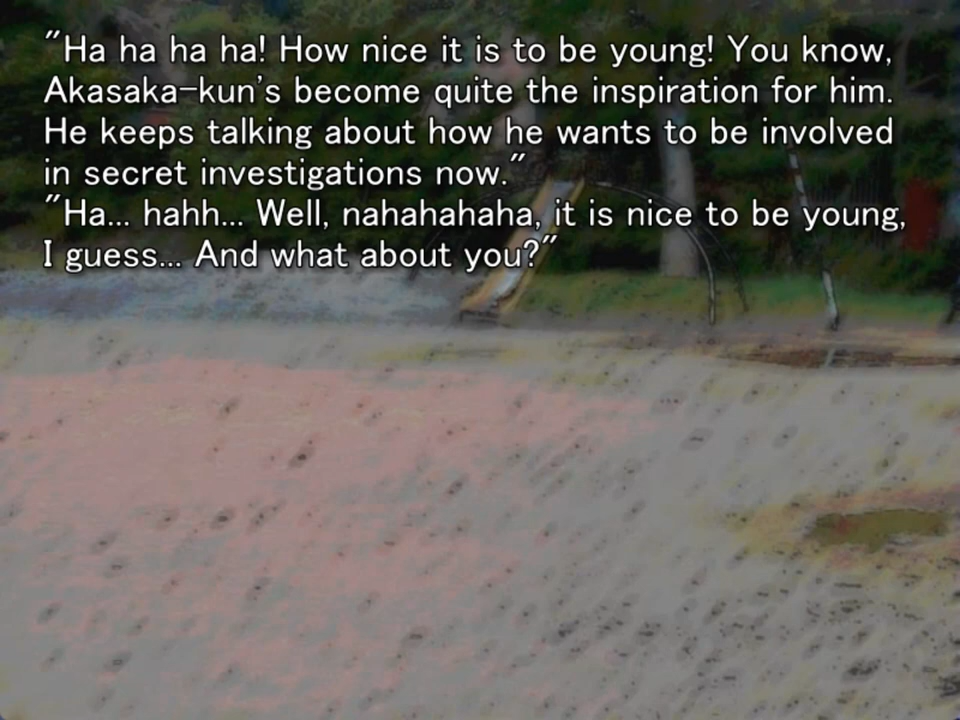 "Ha ha ha ha! How nice it is to be young! You know,
Akasaka-kun's become quite the inspiration for him.
He keeps talking about how he wants to be involved
in secret investigations now."
"Ha... hahh... Well, nahahahaha, it is nice to be young,
I guess... And what about you?"